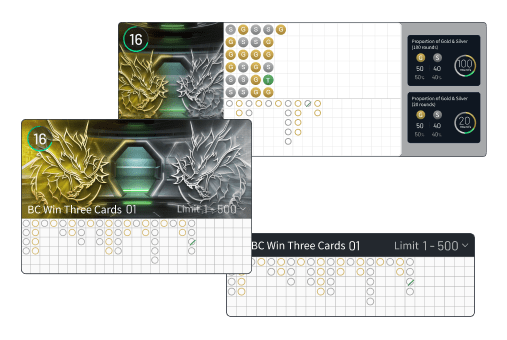 16
Proportion of Gold & Silver
(100 rounds)
G S
50 40
50% 40%
100
rounds
Proportion of Gold & Silver
(20 rounds)
G S
50 40
50% 40%
20
rounds
16
BC Win Three Cards 01 Limit 1 - 500
BC Win Three Cards 01 Limit 1 - 500